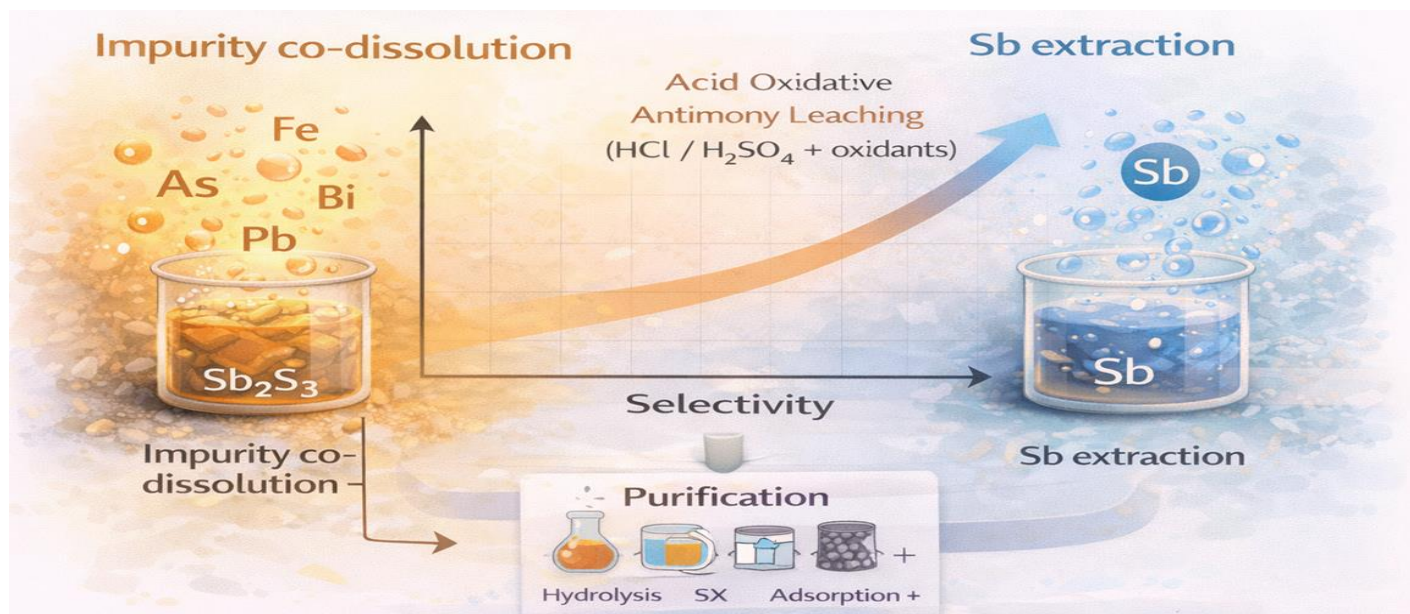 Impurity co-dissolution
Sb extraction
Acid Oxidative
Antimony Leaching
(HCl / H₂SO₄ + oxidants)
Fe
As
Bi
Pb
Sb
Sb₂S₃
Sb
Selectivity
Impurity co-
dissolution
Sb extraction
Purification
+
Hydrolysis SX Adsorption +